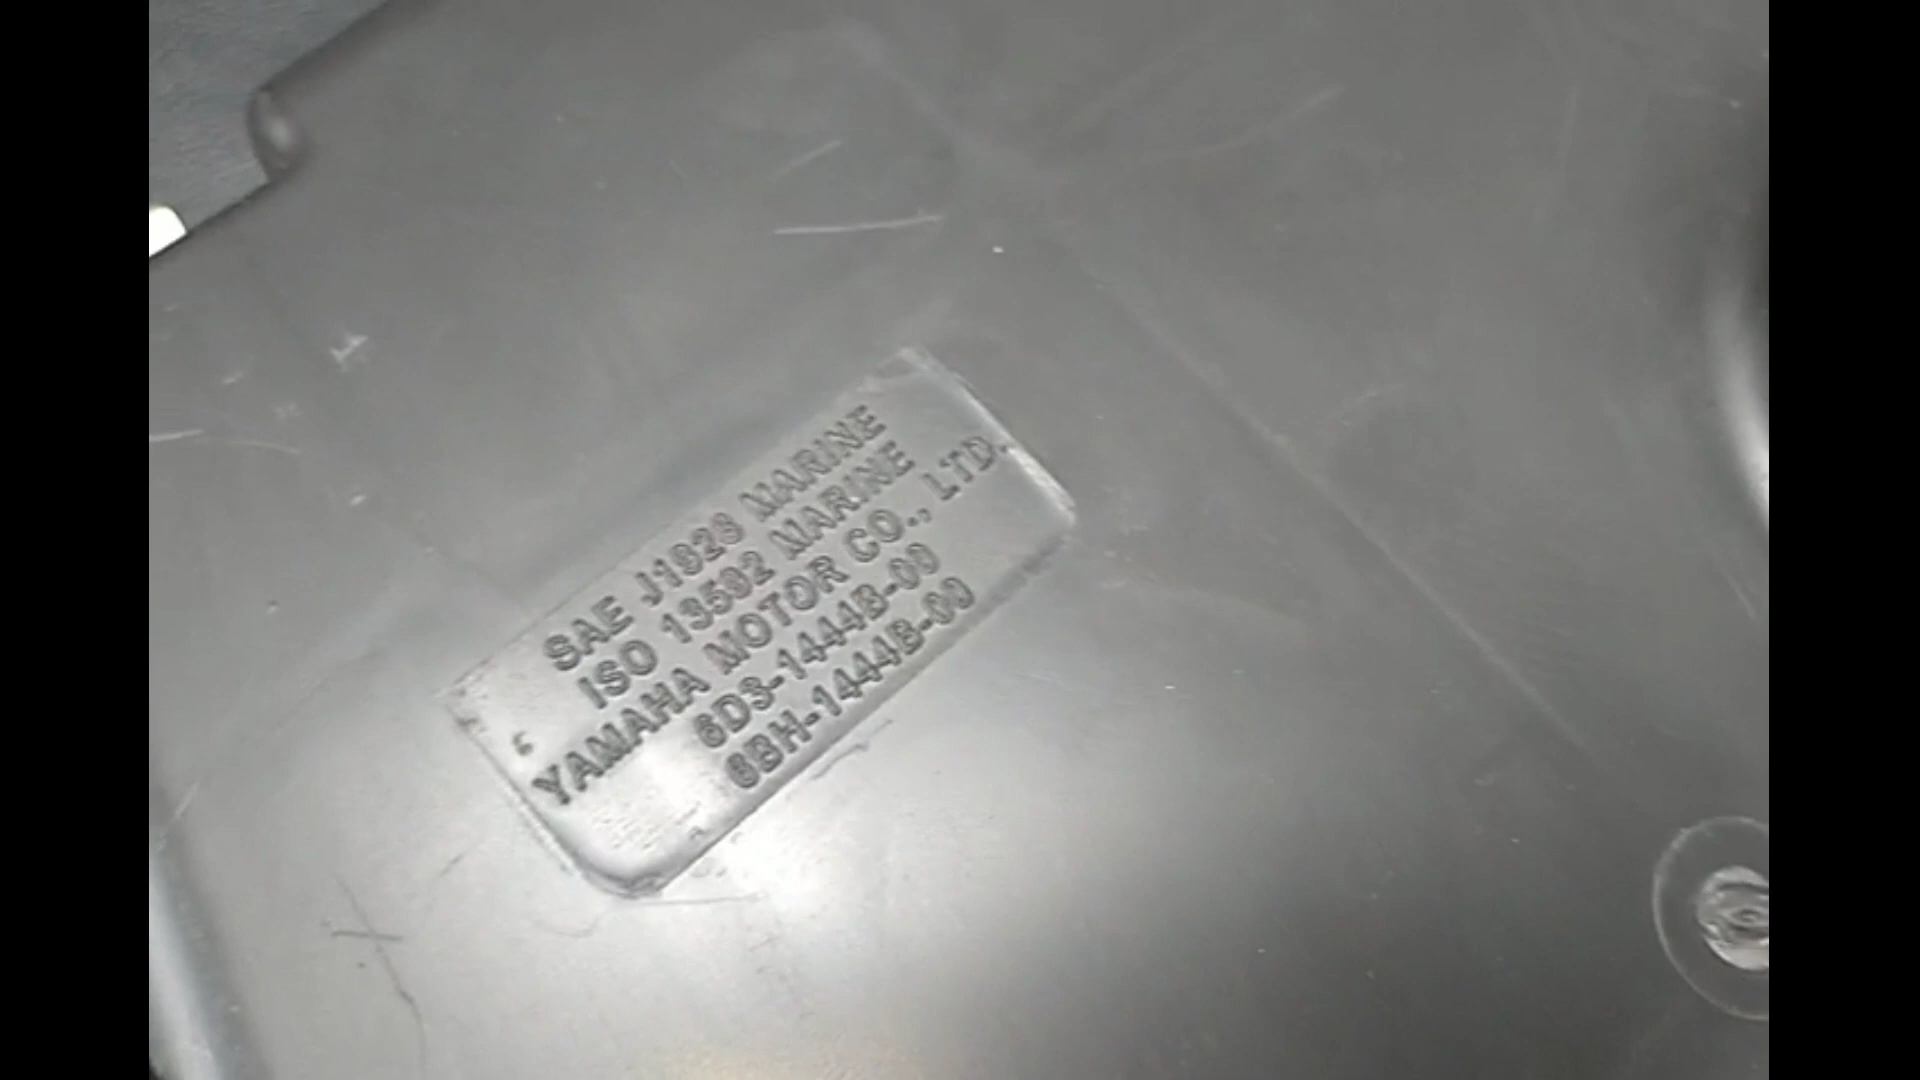 SAE J1928 MARINE
ISO 13592 MARINE
YAMAHA MOTOR CO., LTD.
6D3-1444B-00
6BH-1444B-00